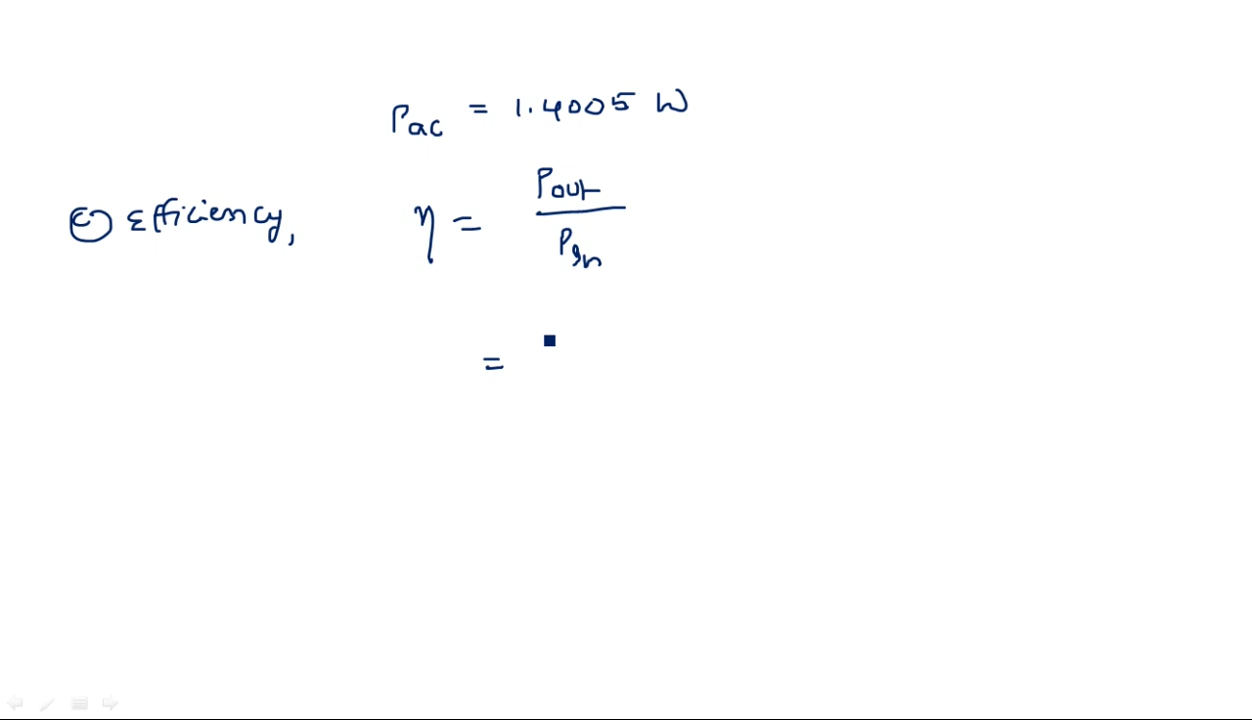 Pac = 1.4005 W
(c) Efficiency, η = Pout / Pin
=